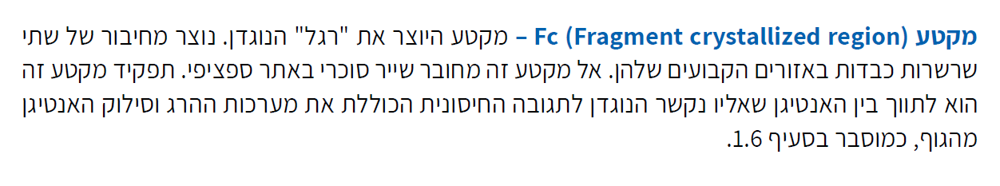 מקטע Fc (Fragment crystallized region) – מקטע היוצר את "רגל" הנוגדן. נוצר מחיבור של שתי
שרשרות כבדות באזורים הקבועים שלהן. אל מקטע זה מחובר שייר סוכרי באתר ספציפי. תפקיד מקטע זה
הוא לתווך בין האנטיגן שאליו נקשר הנוגדן לתגובה החיסונית הכוללת את מערכות ההרג וסילוק האנטיגן
מהגוף, כמוסבר בסעיף 1.6.